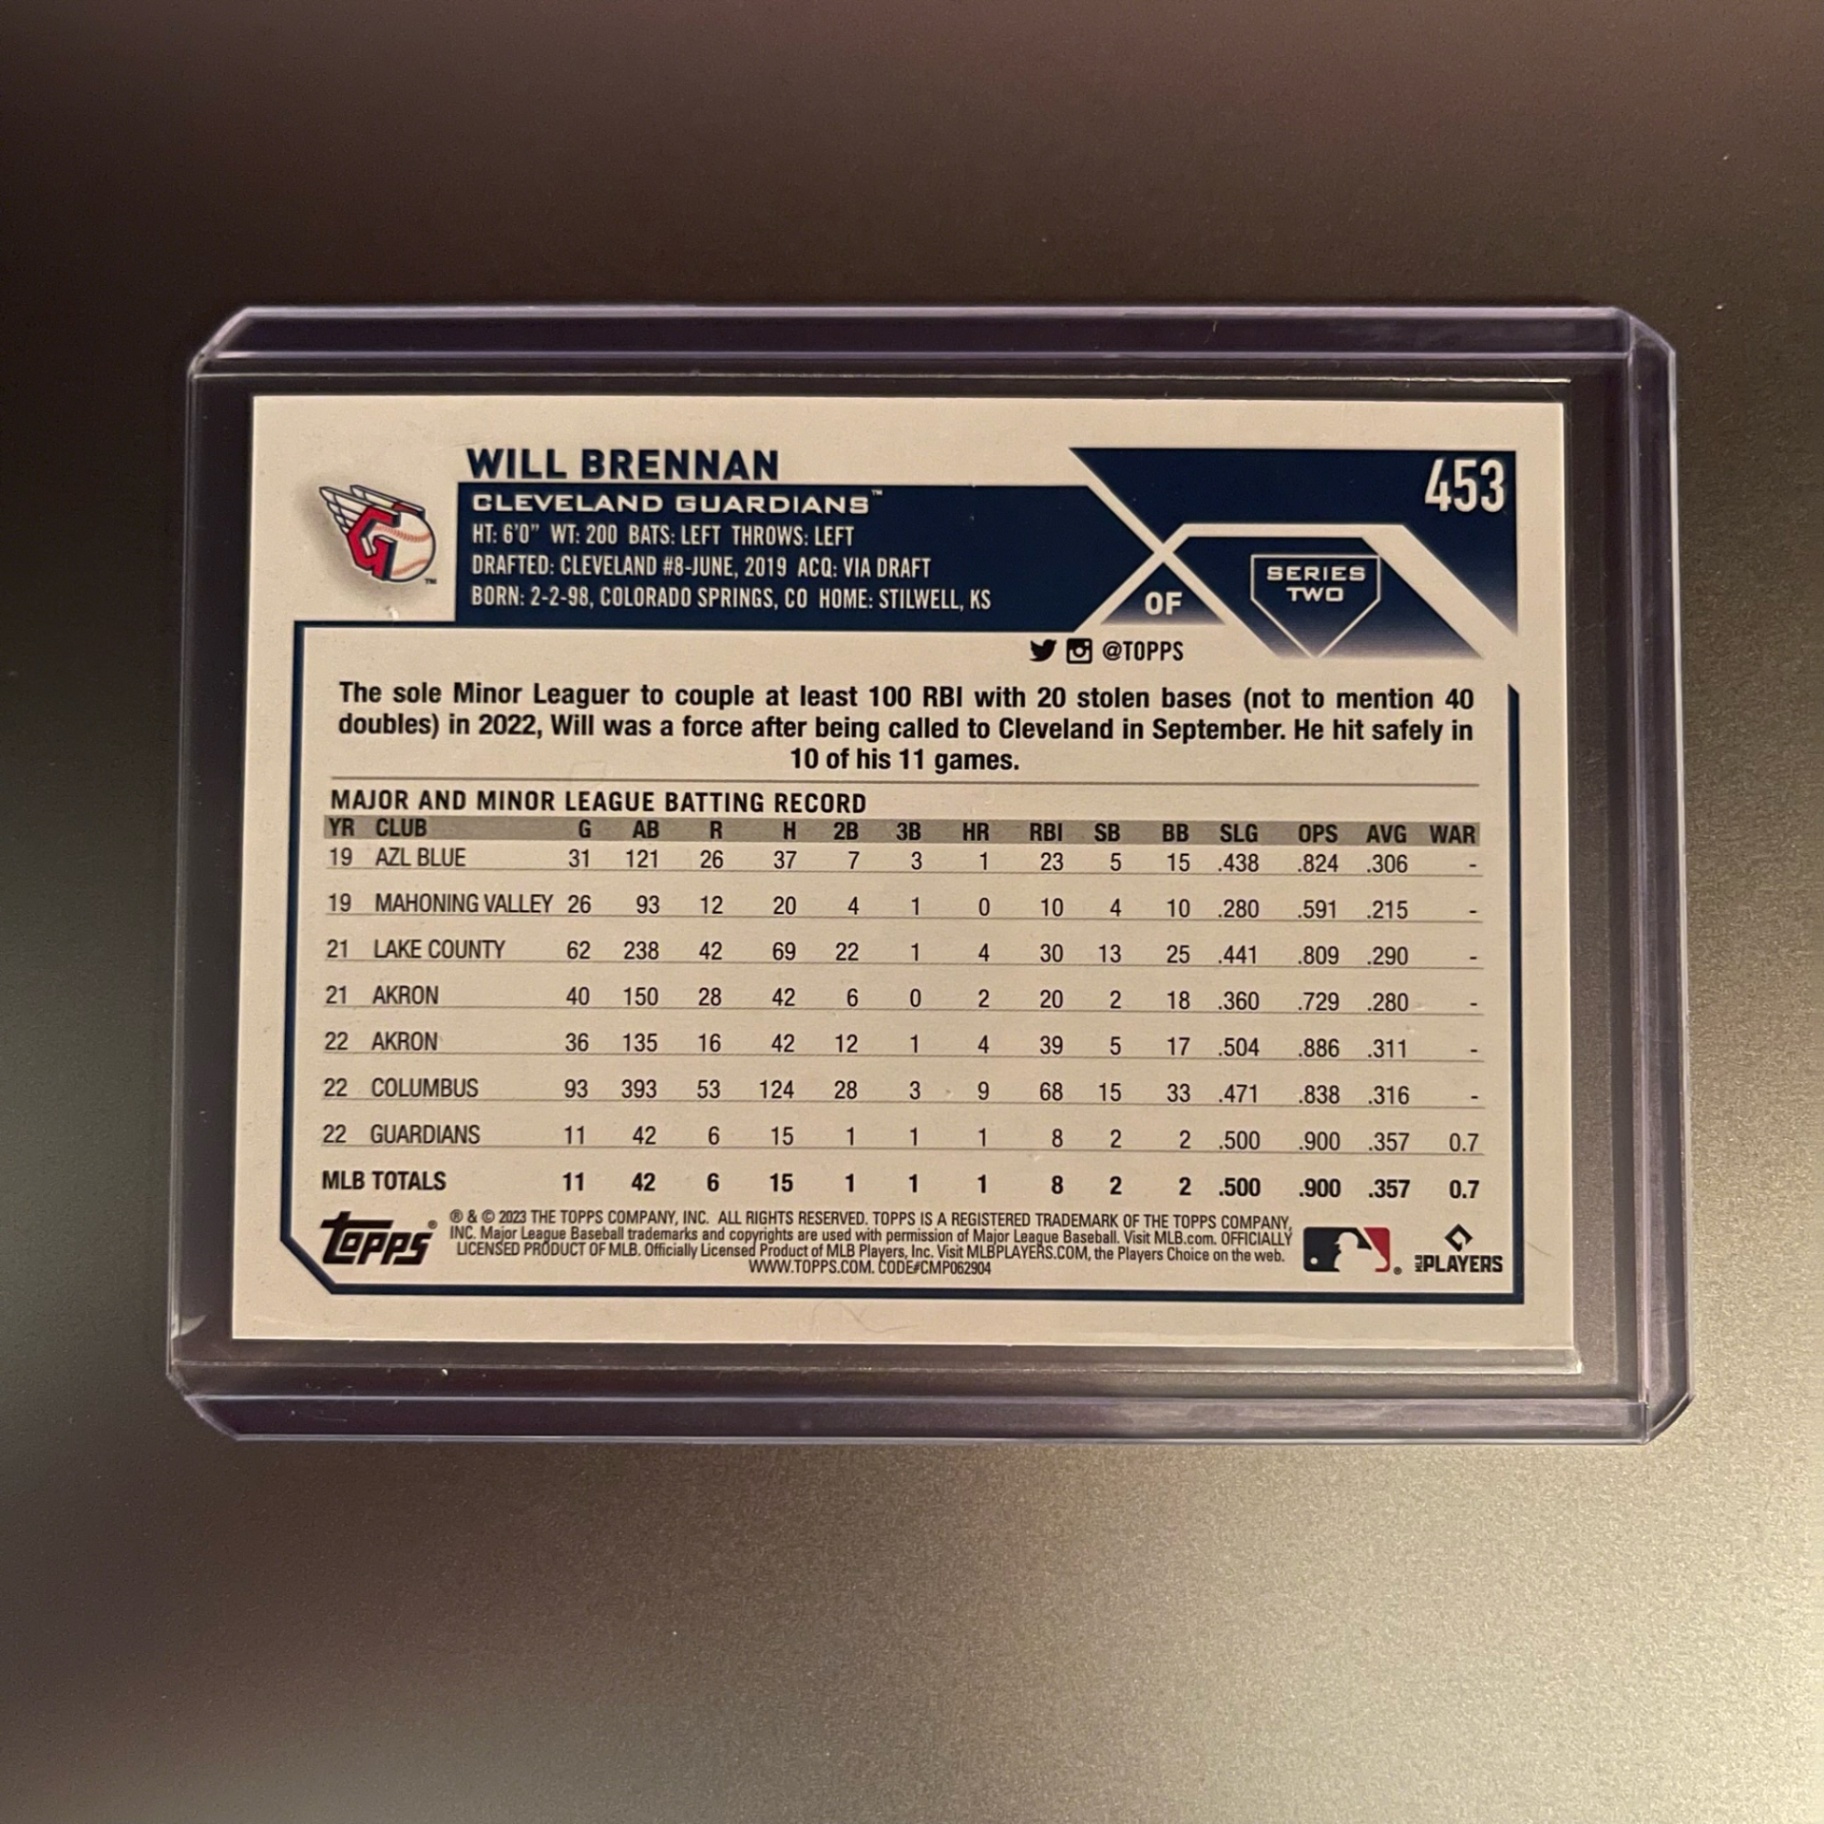 WILL BRENNAN
453
CLEVELAND GUARDIANS™
HT: 6'0" WT: 200 BATS: LEFT THROWS: LEFT
DRAFTED: CLEVELAND #8-JUNE, 2019 ACQ: VIA DRAFT
BORN: 2-2-98, COLORADO SPRINGS, CO HOME: STILWELL, KS
OF
SERIES
TWO
@TOPPS
The sole Minor Leaguer to couple at least 100 RBI with 20 stolen bases (not to mention 40
doubles) in 2022, Will was a force after being called to Cleveland in September. He hit safely in
10 of his 11 games.
MAJOR AND MINOR LEAGUE BATTING RECORD
YR CLUB G AB R H 2B 3B HR RBI SB BB SLG OPS AVG WAR
19 AZL BLUE 31 121 26 37 7 3 1 23 5 15 .438 .824 .306 -
19 MAHONING VALLEY 26 93 12 20 4 1 0 10 4 10 .280 .591 .215 -
21 LAKE COUNTY 62 238 42 69 22 1 4 30 13 25 .441 .809 .290 -
21 AKRON 40 150 28 42 6 0 2 20 2 18 .360 .729 .280 -
22 AKRON 36 135 16 42 12 1 4 39 5 17 .504 .886 .311 -
22 COLUMBUS 93 393 53 124 28 3 9 68 15 33 .471 .838 .316 -
22 GUARDIANS 11 42 6 15 1 1 1 8 2 2 .500 .900 .357 0.7
MLB TOTALS 11 42 6 15 1 1 1 8 2 2 .500 .900 .357 0.7
Topps®
® & © 2023 THE TOPPS COMPANY, INC. ALL RIGHTS RESERVED. TOPPS IS A REGISTERED TRADEMARK OF THE TOPPS COMPANY,
INC. Major League Baseball trademarks and copyrights are used with permission of Major League Baseball. Visit MLB.com. OFFICIALLY
LICENSED PRODUCT OF MLB. Officially Licensed Product of MLB Players, Inc. Visit MLBPLAYERS.COM, the Players Choice on the web.
WWW.TOPPS.COM. CODE#CMP062904
MLB PLAYERS